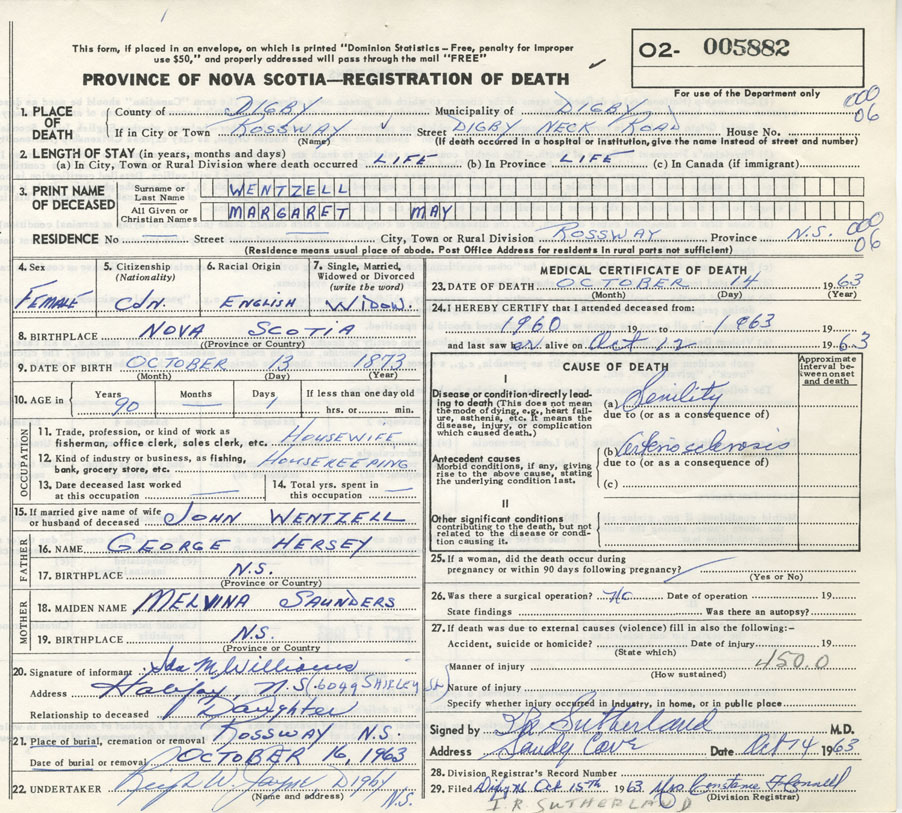 This form, if placed in an envelope, on which is printed "Dominion Statistics – Free, penalty for improper
use $50," and properly addressed will pass through the mail "FREE"
O2- 005882
PROVINCE OF NOVA SCOTIA—REGISTRATION OF DEATH
For use of the Department only
1. PLACE OF DEATH
County of DIGBY Municipality of DIGBY
000
06
If in City or Town ROSSWAY Street DIGBY NECK ROAD House No.
(Name) (If death occurred in a hospital or institution, give the name instead of street and number)
2. LENGTH OF STAY (in years, months and days)
(a) In City, Town or Rural Division where death occurred LIFE (b) In Province LIFE (c) In Canada (if immigrant)
3. PRINT NAME OF DECEASED
Surname or Last Name WENTZELL
All Given or Christian Names MARGARET MAY
RESIDENCE No — Street — City, Town or Rural Division ROSSWAY Province N.S.
000
06
(Residence means usual place of abode. Post Office Address for residents in rural parts not sufficient)
4. Sex
FEMALE
5. Citizenship
(Nationality)
Cdn.
6. Racial Origin
ENGLISH
7. Single, Married,
Widowed or Divorced
(write the word)
WIDOW.
8. BIRTHPLACE NOVA SCOTIA
(Province or Country)
9. DATE OF BIRTH OCTOBER 13 1873
(Month) (Day) (Year)
10. AGE in Years 90 Months — Days 1 If less than one day old
hrs. or min.
OCCUPATION
11. Trade, profession, or kind of work as
fisherman, office clerk, sales clerk, etc. HOUSEWIFE
12. Kind of industry or business, as fishing,
bank, grocery store, etc. HOUSEKEEPING
13. Date deceased last worked
at this occupation —
14. Total yrs. spent in
this occupation —
15. If married give name of wife
or husband of deceased JOHN WENTZELL
FATHER
16. NAME GEORGE HERSEY
17. BIRTHPLACE N.S.
(Province or Country)
MOTHER
18. MAIDEN NAME MELVINA SAUNDERS
19. BIRTHPLACE N.S.
(Province or Country)
20. Signature of informant Ida M. Williams
Address Halifax, N.S. 6099 SHIRLEY St
Relationship to deceased Daughter
21. Place of burial, cremation or removal ROSSWAY N.S.
Date of burial or removal OCTOBER 16, 1963
22. UNDERTAKER DIGBY
(Name and address) N.S.
MEDICAL CERTIFICATE OF DEATH
23. DATE OF DEATH OCTOBER 14 1963
(Month) (Day) (Year)
24. I HEREBY CERTIFY that I attended deceased from:
1960 19 to 1963 19
and last saw er alive on Oct 12 1963
CAUSE OF DEATH
Approximate interval between onset and death
I
Disease or condition-directly leading to death (This does not mean the mode of dying, e.g., heart failure, asthenia, etc. It means the disease, injury, or complication which caused death.)
(a) Senility
due to (or as a consequence of)
Antecedent causes
Morbid conditions, if any, giving rise to the above cause, stating the underlying condition last.
(b) Arteriosclerosis
due to (or as a consequence of)
(c)
II
Other significant conditions
contributing to the death, but not related to the disease or condition causing it.
25. If a woman, did the death occur during
pregnancy or within 90 days following pregnancy?
(Yes or No)
26. Was there a surgical operation? No Date of operation 19
State findings Was there an autopsy?
27. If death was due to external causes (violence) fill in also the following:–
Accident, suicide or homicide? Date of injury 19
(State which)
Manner of injury 450.0
(How sustained)
Nature of injury
Specify whether injury occurred in Industry, in home, or in public place
Signed by Sutherland M.D.
Address Sandy Cove Date Oct 14 1963
28. Division Registrar's Record Number
29. Filed Oct 15th 1963 Mrs Constance
(Division Registrar)
I. R. SUTHERLAND